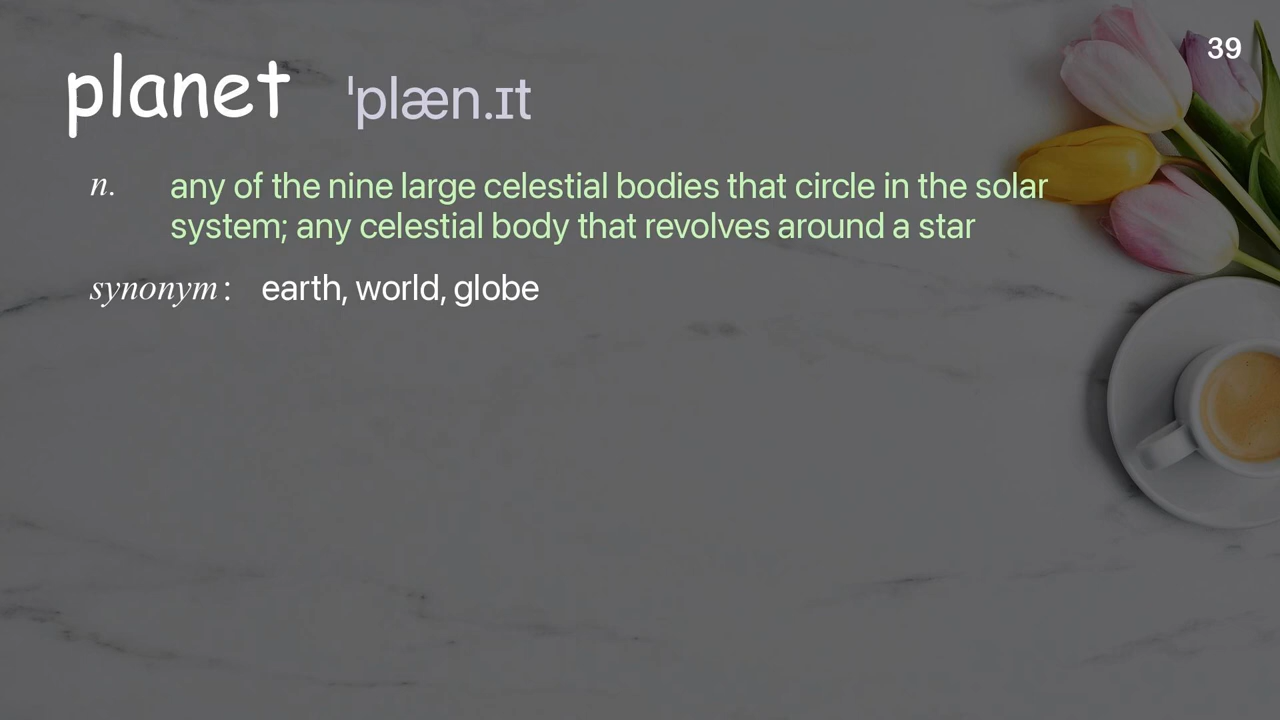 39
planet ˈplæn.ɪt
n. any of the nine large celestial bodies that circle in the solar
system; any celestial body that revolves around a star
synonym: earth, world, globe